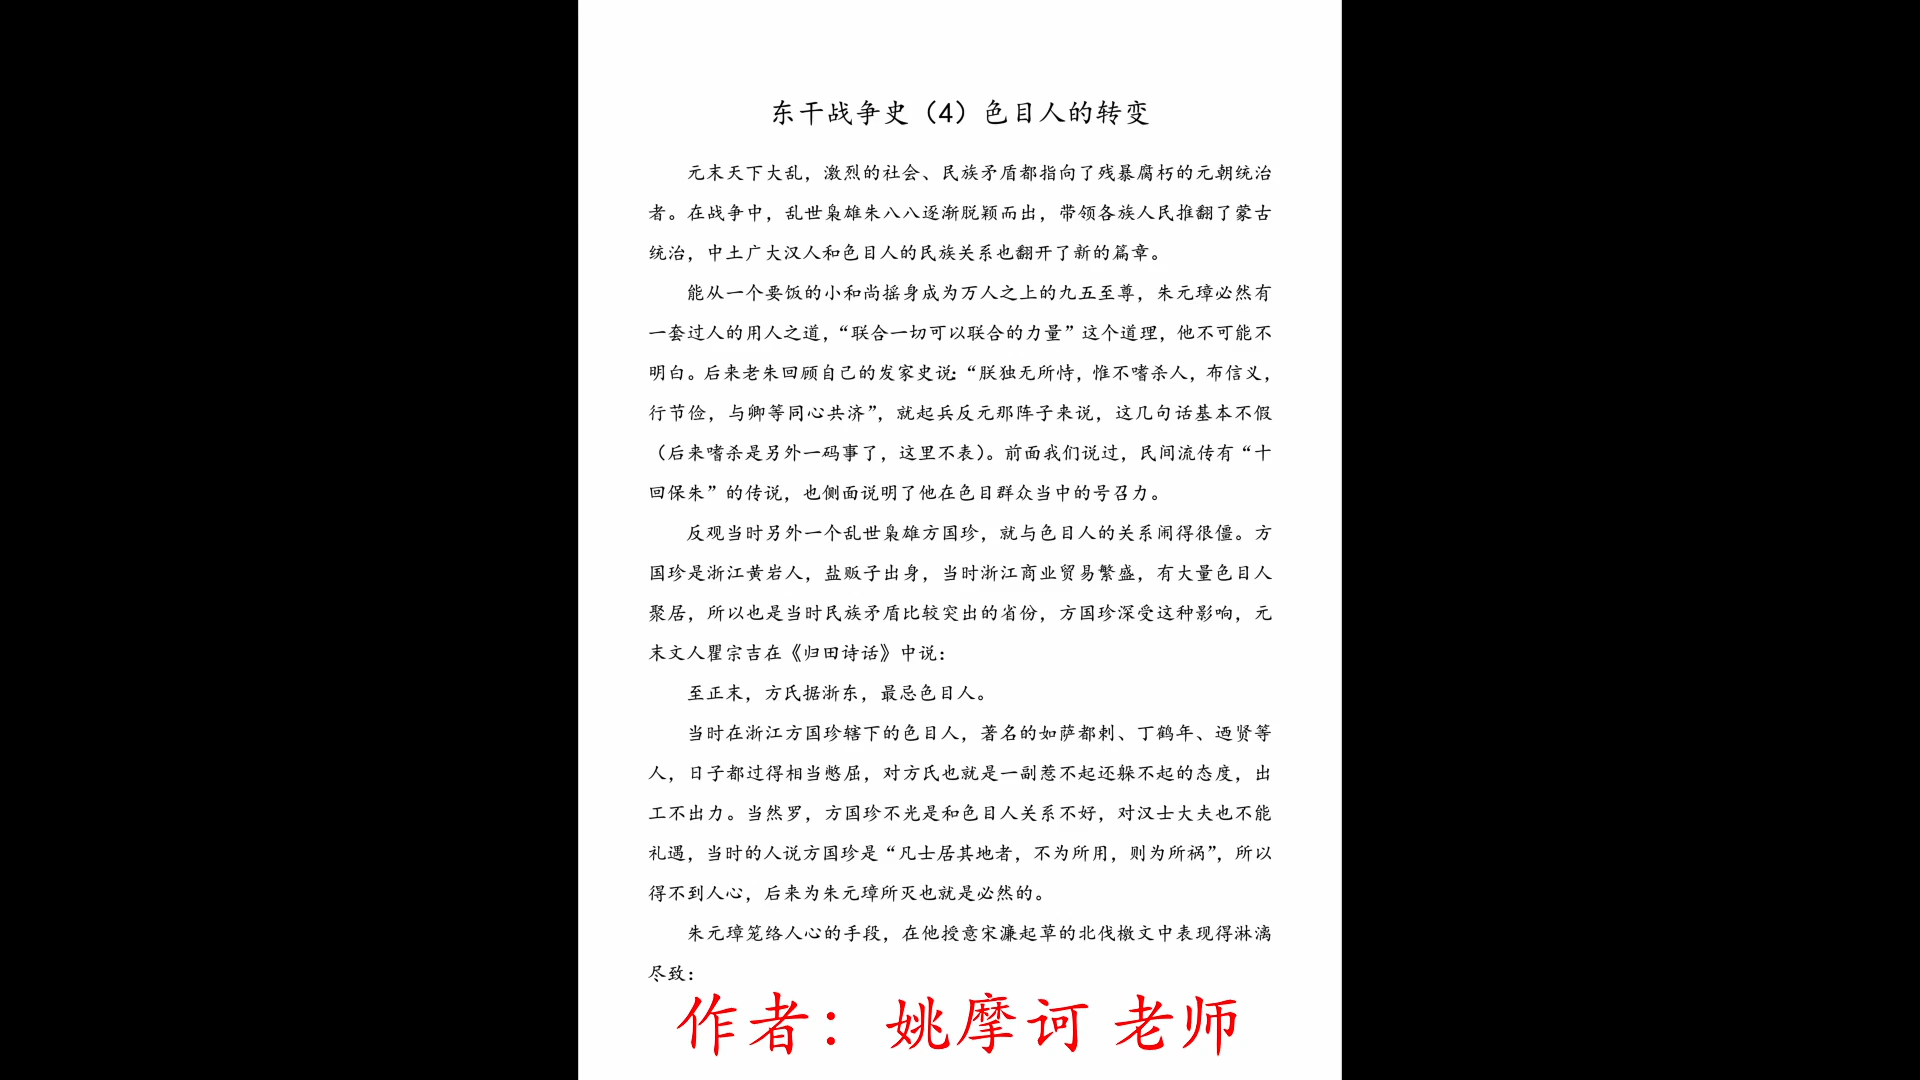 东干战争史（4）色目人的转变
元末天下大乱，激烈的社会、民族矛盾都指向了残暴腐朽的元朝统治
者。在战争中，乱世枭雄朱八八逐渐脱颖而出，带领各族人民推翻了蒙古
统治，中土广大汉人和色目人的民族关系也翻开了新的篇章。
能从一个要饭的小和尚摇身成为万人之上的九五至尊，朱元璋必然有
一套过人的用人之道，“联合一切可以联合的力量”这个道理，他不可能不
明白。后来老朱回顾自己的发家史说：“朕独无所恃，惟不嗜杀人，布信义，
行节俭，与卿等同心共济”，就起兵反元那阵子来说，这几句话基本不假
（后来嗜杀是另外一码事了，这里不表）。前面我们说过，民间流传有“十
回保朱”的传说，也侧面说明了他在色目群众当中的号召力。
反观当时另外一个乱世枭雄方国珍，就与色目人的关系闹得很僵。方
国珍是浙江黄岩人，盐贩子出身，当时浙江商业贸易繁盛，有大量色目人
聚居，所以也是当时民族矛盾比较突出的省份，方国珍深受这种影响，元
末文人瞿宗吉在《归田诗话》中说：
至正末，方氏据浙东，最忌色目人。
当时在浙江方国珍辖下的色目人，著名的如萨都剌、丁鹤年、迺贤等
人，日子都过得相当憋屈，对方氏也就是一副惹不起还躲不起的态度，出
工不出力。当然罗，方国珍不光是和色目人关系不好，对汉士大夫也不能
礼遇，当时的人说方国珍是“凡士居其地者，不为所用，则为所祸”，所以
得不到人心，后来为朱元璋所灭也就是必然的。
朱元璋笼络人心的手段，在他授意宋濂起草的北伐檄文中表现得淋漓
尽致：
作者：姚摩诃 老师